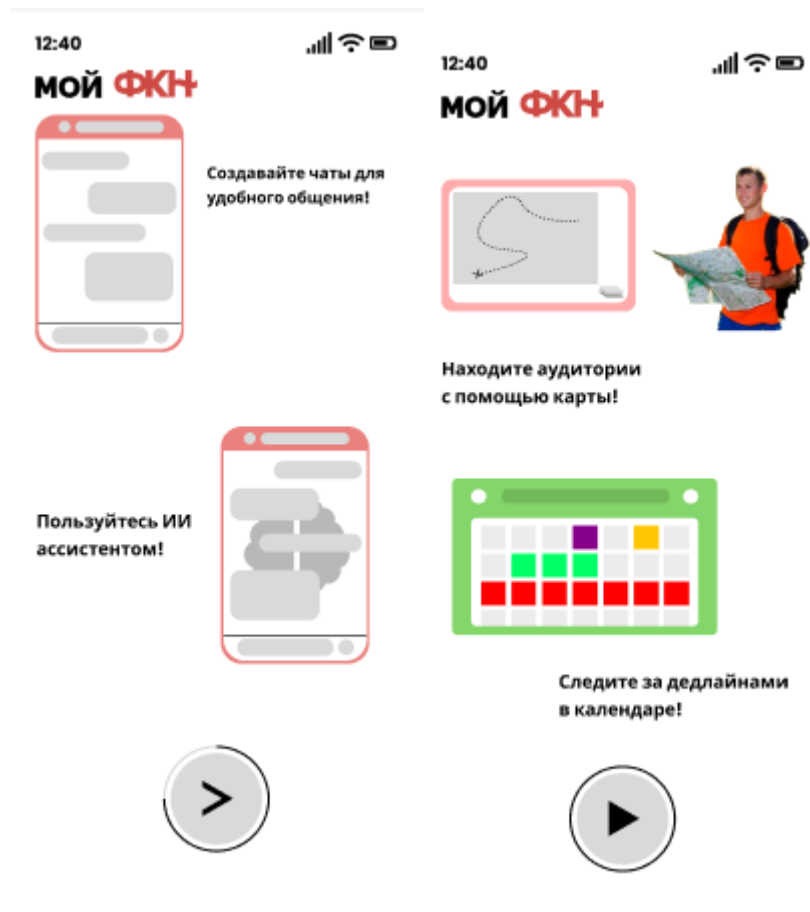 12:40
мой ФКН
Создавайте чаты для
удобного общения!
Пользуйтесь ИИ
ассистентом!
>
12:40
мой ФКН
Находите аудитории
с помощью карты!
Следите за дедлайнами
в календаре!